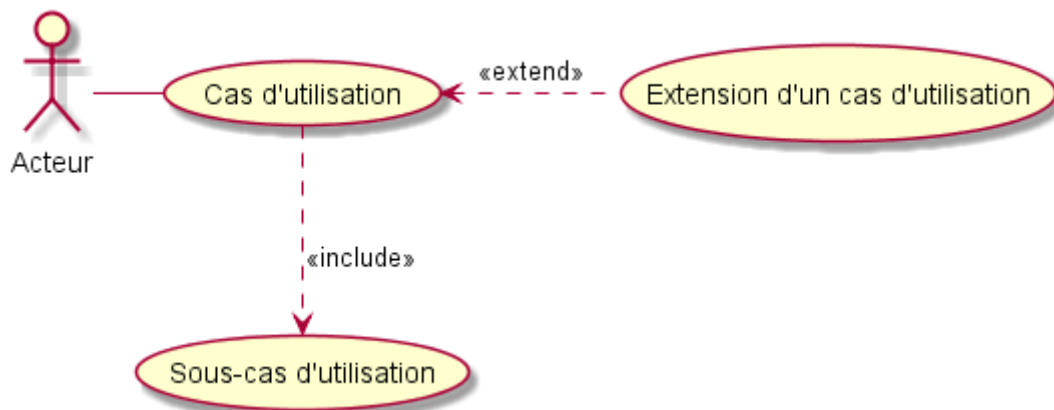 «extend»
Cas d'utilisation
Extension d'un cas d'utilisation
Acteur
«include»
Sous-cas d'utilisation